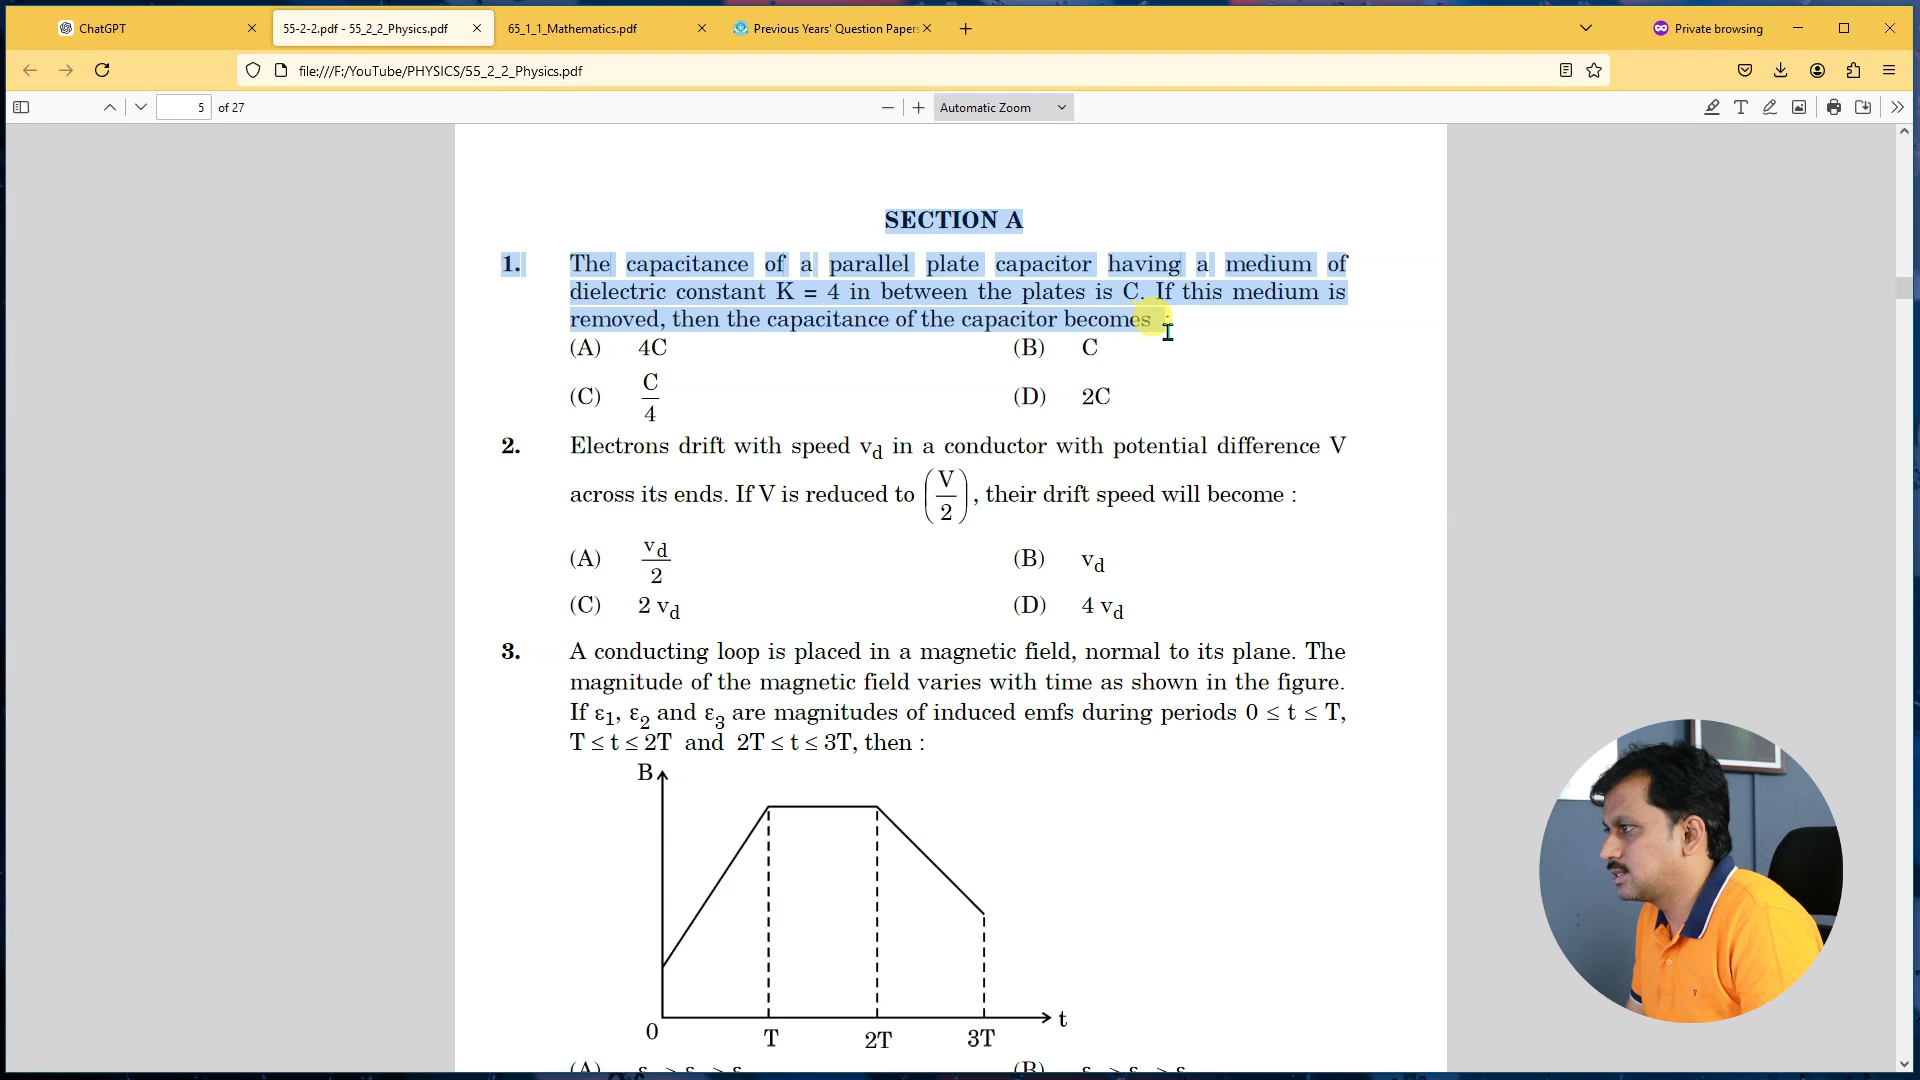 ChatGPT
55-2-2.pdf - 55_2_2_Physics.pdf
65_1_1_Mathematics.pdf
Previous Years' Question Papers
Private browsing
file:///F:/YouTube/PHYSICS/55_2_2_Physics.pdf
5 of 27
Automatic Zoom
SECTION A
1. The capacitance of a parallel plate capacitor having a medium of
dielectric constant K = 4 in between the plates is C. If this medium is
removed, then the capacitance of the capacitor becomes :
(A) 4C (B) C
(C) C/4 (D) 2C
2. Electrons drift with speed v_d in a conductor with potential difference V
across its ends. If V is reduced to (V/2), their drift speed will become :
(A) v_d/2 (B) v_d
(C) 2 v_d (D) 4 v_d
3. A conducting loop is placed in a magnetic field, normal to its plane. The
magnitude of the magnetic field varies with time as shown in the figure.
If ε₁, ε₂ and ε₃ are magnitudes of induced emfs during periods 0 ≤ t ≤ T,
T ≤ t ≤ 2T and 2T ≤ t ≤ 3T, then :
B
t
0 T 2T 3T
(A) ε > ε > ε (B) ε > ε > ε